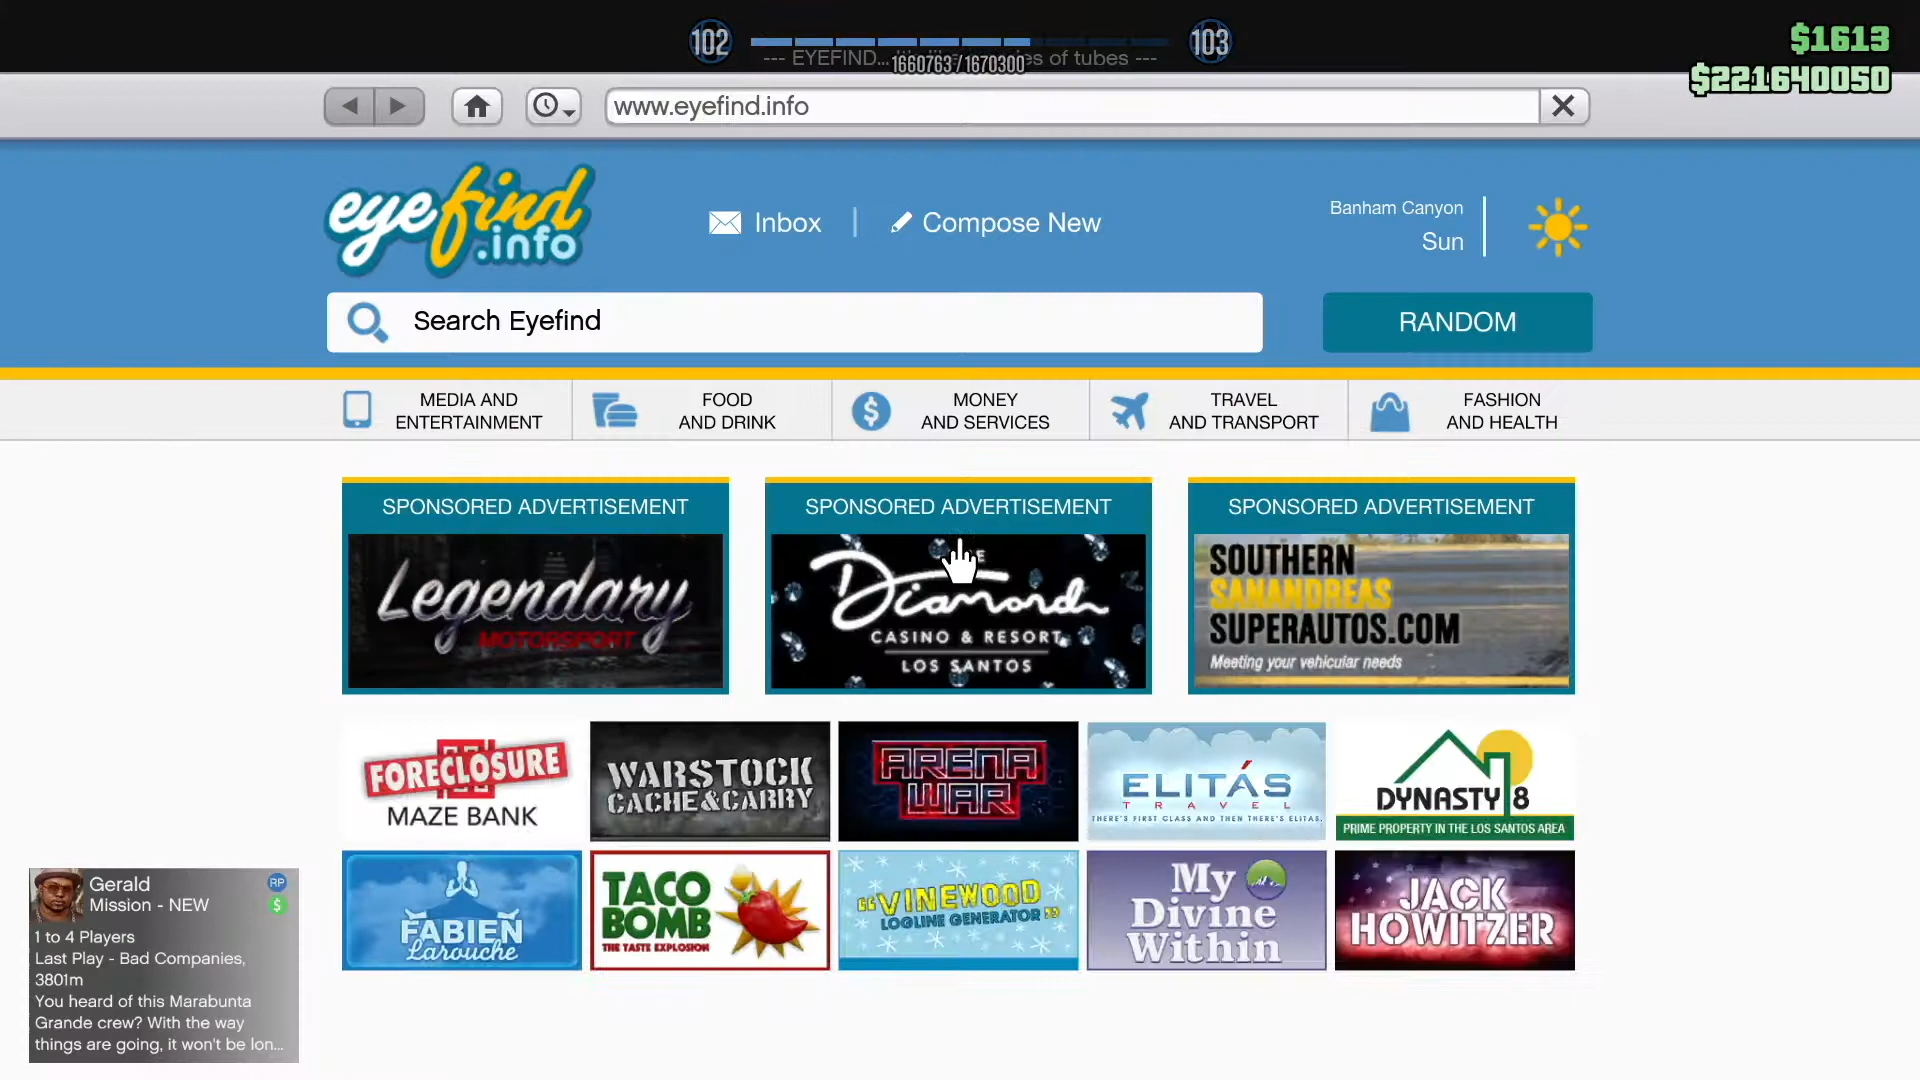 102
103
--- EYEFIND... It's like a series of tubes ---
1660763/1670300
$1613
$221640050
www.eyefind.info
eyefind
.info
Inbox
Compose New
Banham Canyon
Sun
Search Eyefind
RANDOM
MEDIA AND
ENTERTAINMENT
FOOD
AND DRINK
MONEY
AND SERVICES
TRAVEL
AND TRANSPORT
FASHION
AND HEALTH
SPONSORED ADVERTISEMENT
Legendary
MOTORSPORT
SPONSORED ADVERTISEMENT
Diamond
CASINO & RESORT
LOS SANTOS
SPONSORED ADVERTISEMENT
SOUTHERN
SANANDREAS
SUPERAUTOS.COM
Meeting your vehicular needs
FORECLOSURE
MAZE BANK
WARSTOCK
CACHE&CARRY
ARENA
WAR
ELITÁS
TRAVEL
THERE'S FIRST CLASS AND THEN THERE'S ELITAS.
DYNASTY 8
PRIME PROPERTY IN THE LOS SANTOS AREA
FABIEN
Larouche
TACO
BOMB
THE TASTE EXPLOSION
"VINEWOOD
LOGLINE GENERATOR"
My
Divine
Within
JACK
HOWITZER
Gerald
RP
Mission - NEW
$
1 to 4 Players
Last Play - Bad Companies,
3801m
You heard of this Marabunta
Grande crew? With the way
things are going, it won't be lon...